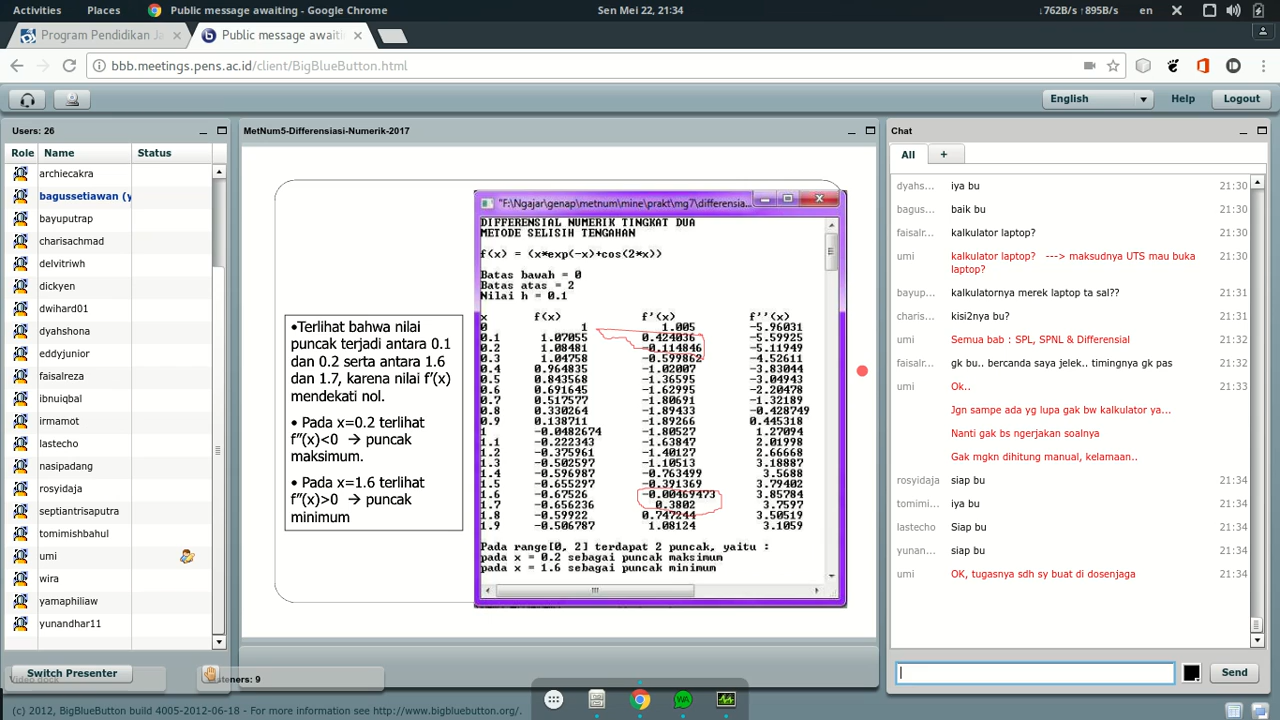 Activities Places Public message awaiting - Google Chrome Sen Mei 22, 21:34 ↓762B/s ↑895B/s en
Program Pendidikan Ja × Public message awaiti ×
bbb.meetings.pens.ac.id/client/BigBlueButton.html
English Help Logout
Users: 26
Role Name Status
archiecakra
bagussetiawan (y
bayuputrap
charisachmad
delvitriwh
dickyen
dwihard01
dyahshona
eddyjunior
faisalreza
ibnuiqbal
irmamot
lastecho
nasipadang
rosyidaja
septiantrisaputra
tomimishbahul
umi
wira
yamaphiliaw
yunandhar11
Switch Presenter
Video dock
Listeners: 9
MetNum5-Differensiasi-Numerik-2017
•Terlihat bahwa nilai
puncak terjadi antara 0.1
dan 0.2 serta antara 1.6
dan 1.7, karena nilai f'(x)
mendekati nol.
• Pada x=0.2 terlihat
f"(x)<0 → puncak
maksimum.
• Pada x=1.6 terlihat
f"(x)>0 → puncak
minimum
"F:\Ngajar\genap\metnum\mine\prakt\mg7\differensia...
DIFFERENSIAL NUMERIK TINGKAT DUA
METODE SELISIH TENGAHAN
f(x) = (x*exp(-x)+cos(2*x))
Batas bawah = 0
Batas atas = 2
Nilai h = 0.1
x f(x) f'(x) f''(x)
0 1 1.005 -5.96031
0.1 1.07055 0.424036 -5.59925
0.2 1.08481 -0.114846 -5.11949
0.3 1.04758 -0.599862 -4.52611
0.4 0.964835 -1.02007 -3.83044
0.5 0.843568 -1.36595 -3.04943
0.6 0.691645 -1.62995 -2.20478
0.7 0.517577 -1.80691 -1.32189
0.8 0.330264 -1.89433 -0.428749
0.9 0.138711 -1.89266 0.445318
1 -0.0482674 -1.80527 1.27094
1.1 -0.222343 -1.63847 2.01998
1.2 -0.375961 -1.40127 2.66668
1.3 -0.502597 -1.10513 3.18887
1.4 -0.596987 -0.763499 3.5688
1.5 -0.655297 -0.391369 3.79402
1.6 -0.67526 -0.00469473 3.85784
1.7 -0.656236 0.3802 3.7597
1.8 -0.59922 0.747244 3.50519
1.9 -0.506787 1.08124 3.1059
Pada range[0, 2] terdapat 2 puncak, yaitu :
pada x = 0.2 sebagai puncak maksimum
pada x = 1.6 sebagai puncak minimum
Chat
All +
dyahs... iya bu 21:30
bagus... baik bu 21:30
faisalr... kalkulator laptop? 21:30
umi kalkulator laptop? ---> maksudnya UTS mau buka 21:30
laptop?
bayup... kalkulatornya merek laptop ta sal?? 21:31
charis... kisi2nya bu? 21:31
umi Semua bab : SPL, SPNL & Differensial 21:31
faisalr... gk bu.. bercanda saya jelek.. timingnya gk pas 21:31
umi Ok.. 21:33
Jgn sampe ada yg lupa gak bw kalkulator ya...
Nanti gak bs ngerjakan soalnya
Gak mgkn dihitung manual, kelamaan..
rosyidaja siap bu 21:34
tomimi... iya bu 21:34
lastecho Siap bu 21:34
yunan... siap bu 21:34
umi OK, tugasnya sdh sy buat di dosenjaga 21:34
Send
(c) 2012, BigBlueButton build 4005-2012-06-18 - For more information see http://www.bigbluebutton.org/.